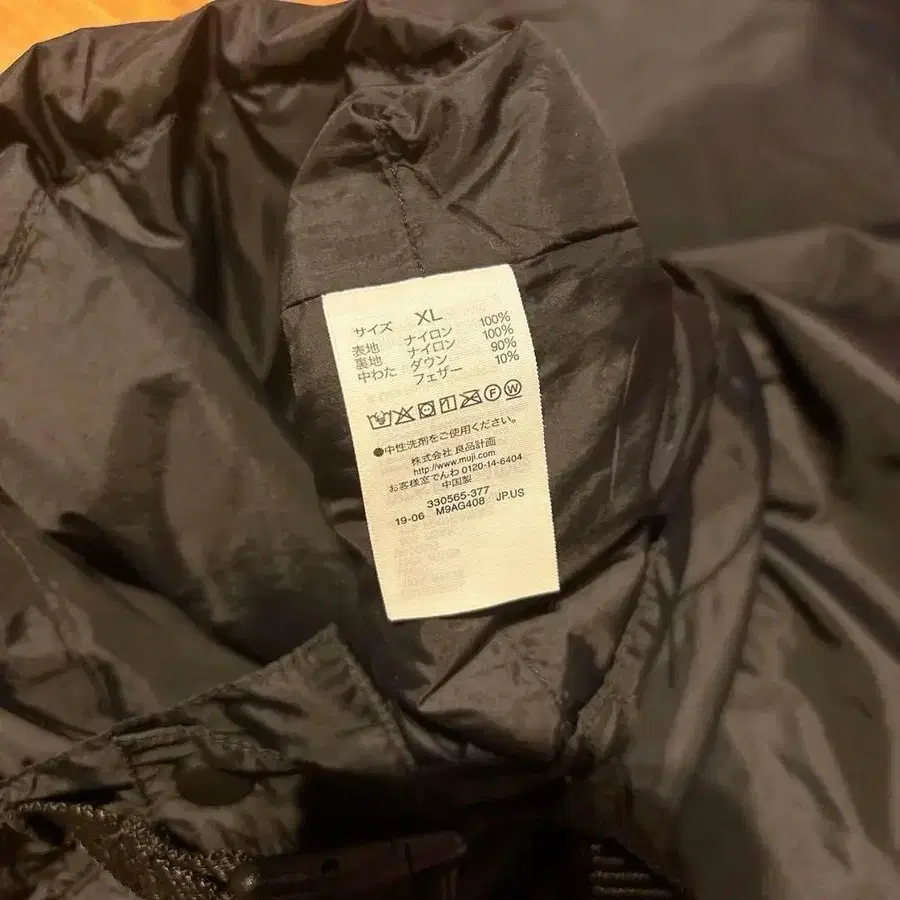 サイズ XL
表地 ナイロン 100%
裏地 ナイロン 100%
中わた ダウン 90%
フェザー 10%
●中性洗剤をご使用ください。
株式会社 良品計画
http://www.muji.com
お客様室でんわ 0120-14-6404
中国製
330565-377
19-06 M9AG408 JP.US